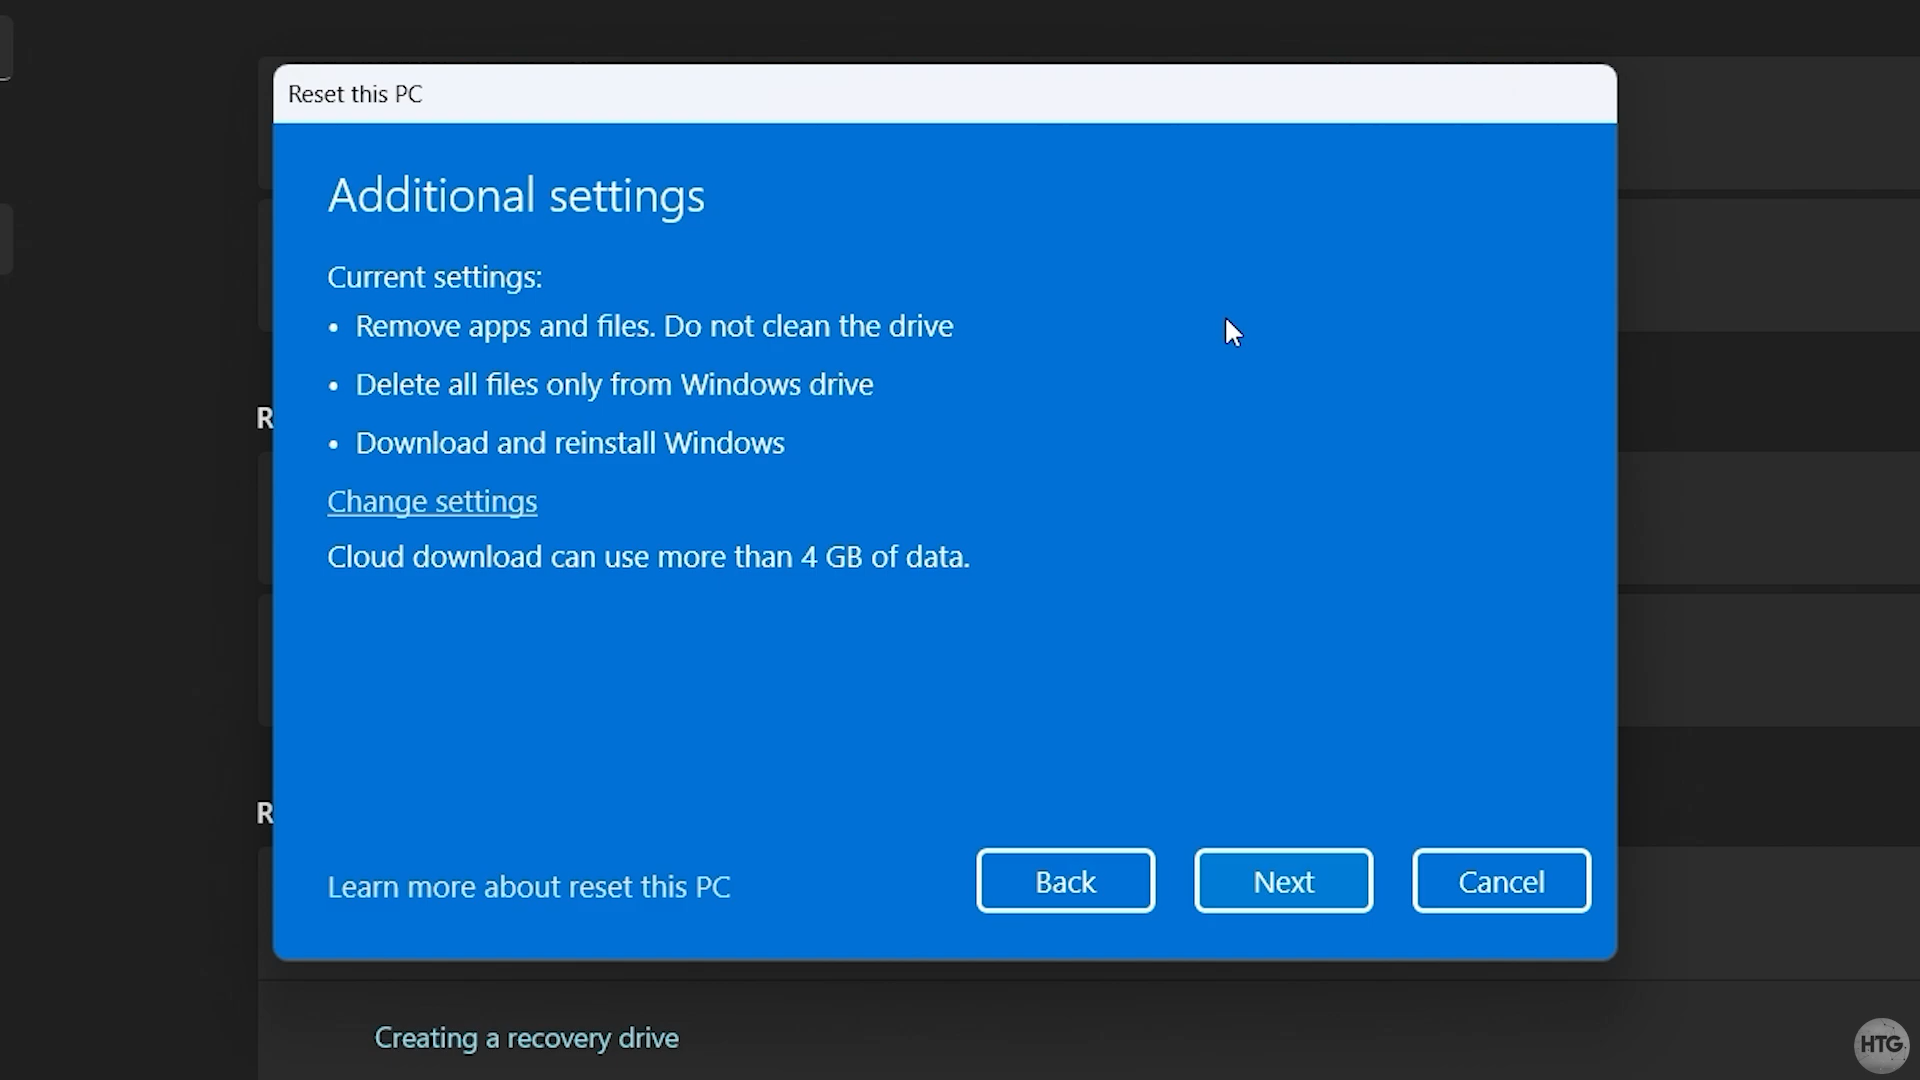 Reset this PC
Additional settings
Current settings:
• Remove apps and files. Do not clean the drive
• Delete all files only from Windows drive
R
• Download and reinstall Windows
Change settings
Cloud download can use more than 4 GB of data.
R
Learn more about reset this PC
Back
Next
Cancel
Creating a recovery drive
HTG